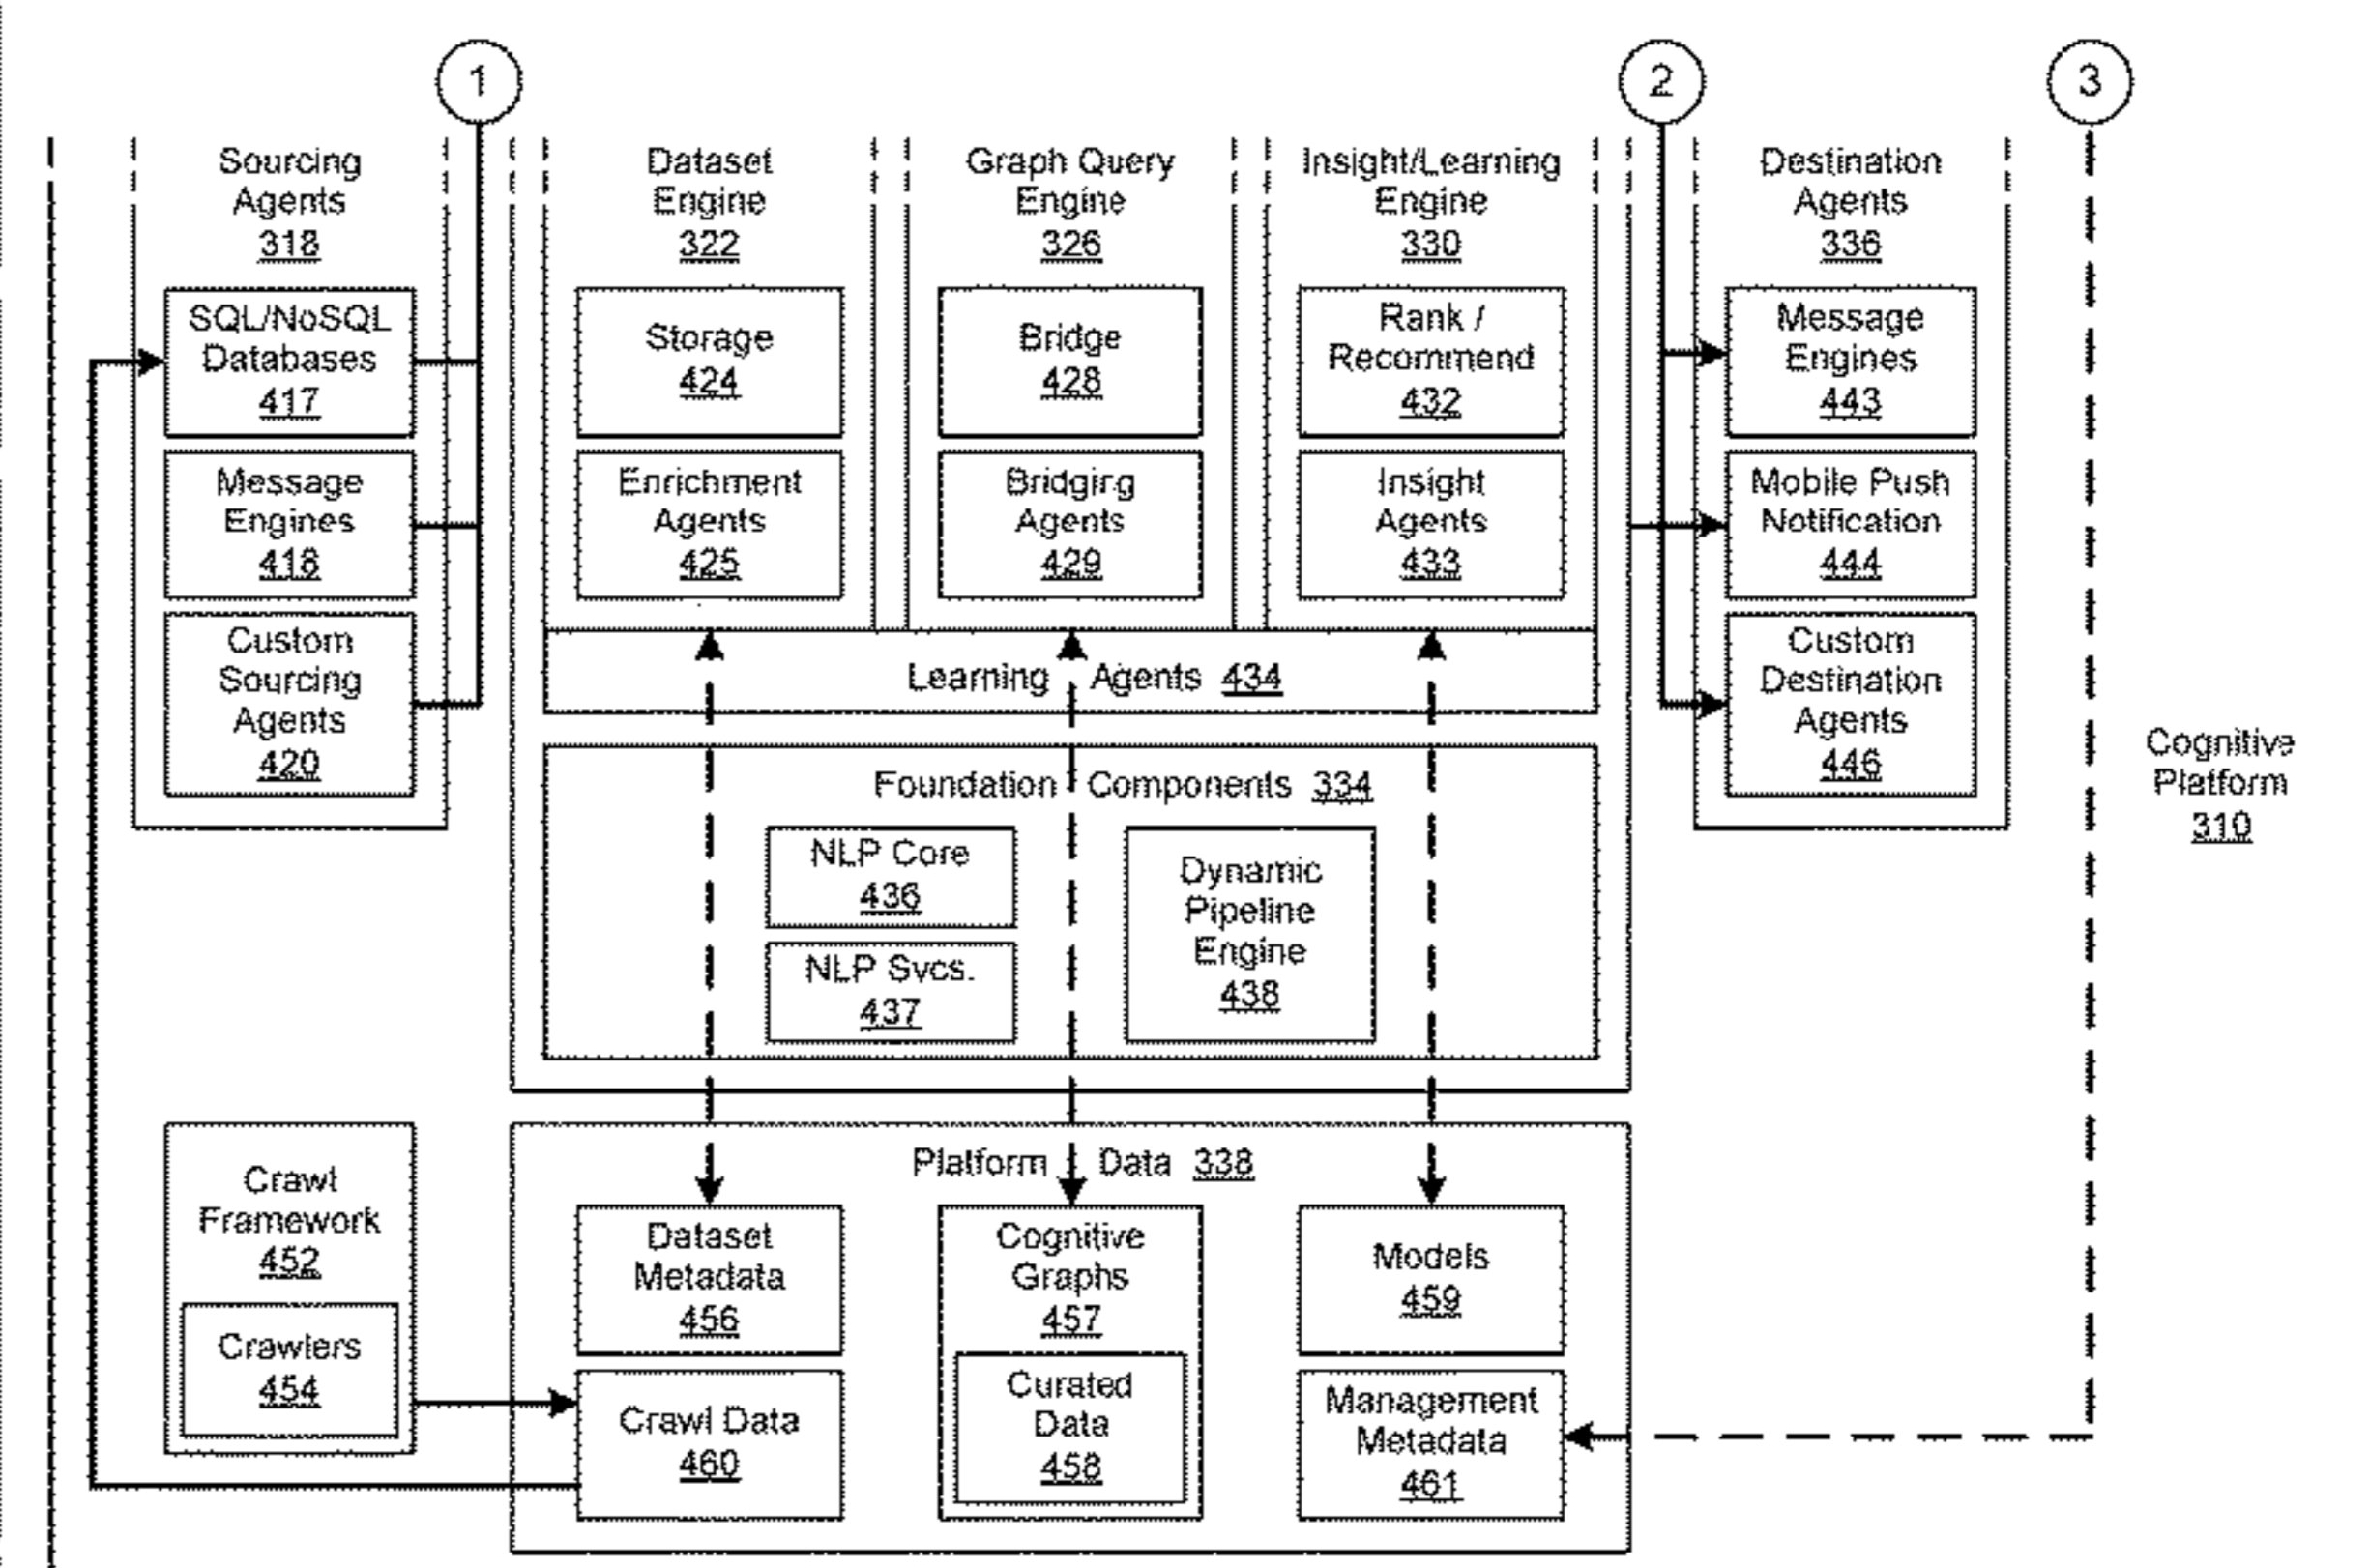 1
2
3
Sourcing
Agents
318
SQL/NoSQL
Databases
417
Message
Engines
418
Custom
Sourcing
Agents
420
Dataset
Engine
322
Storage
424
Enrichment
Agents
425
Graph Query
Engine
326
Bridge
428
Bridging
Agents
429
Insight/Learning
Engine
330
Rank /
Recommend
432
Insight
Agents
433
Destination
Agents
336
Message
Engines
443
Mobile Push
Notification
444
Custom
Destination
Agents
446
Learning Agents 434
Foundation Components 334
NLP Core
436
NLP Svcs.
437
Dynamic
Pipeline
Engine
438
Cognitive
Platform
310
Crawl
Framework
452
Crawlers
454
Platform Data 338
Dataset
Metadata
456
Crawl Data
460
Cognitive
Graphs
457
Curated
Data
458
Models
459
Management
Metadata
461